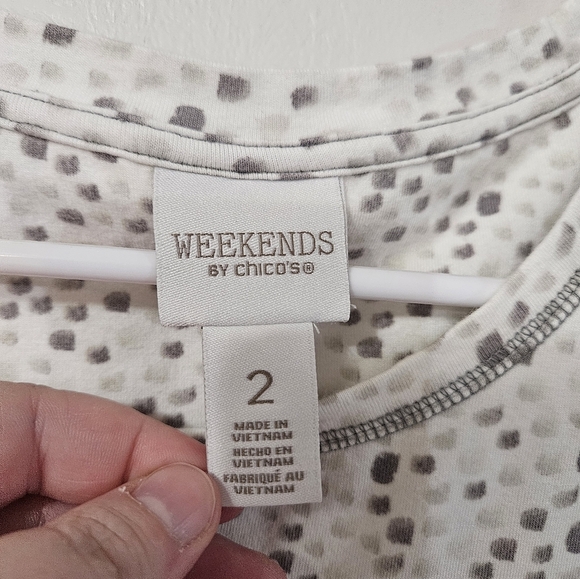 WEEKENDS
BY CHICO'S®
2
MADE IN
VIETNAM
HECHO EN
VIETNAM
FABRIQUÉ AU
VIETNAM